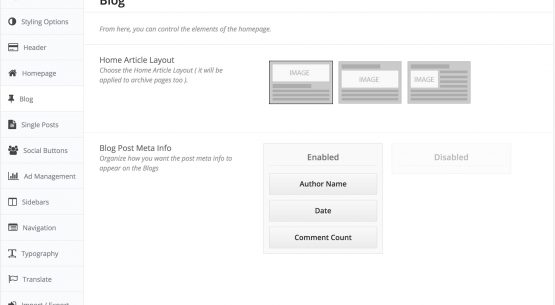 Blog
Styling Options
From here, you can control the elements of the homepage.
Header
Homepage
Blog
Single Posts
Social Buttons
Ad Management
Sidebars
Navigation
Typography
Translate
Import / Export
Home Article Layout
Choose the Home Article Layout ( it will be
applied to archive pages too ).
IMAGE
IMAGE
IMAGE
Blog Post Meta Info
Organize how you want the post meta info to
appear on the Blogs
Enabled
Disabled
Author Name
Date
Comment Count